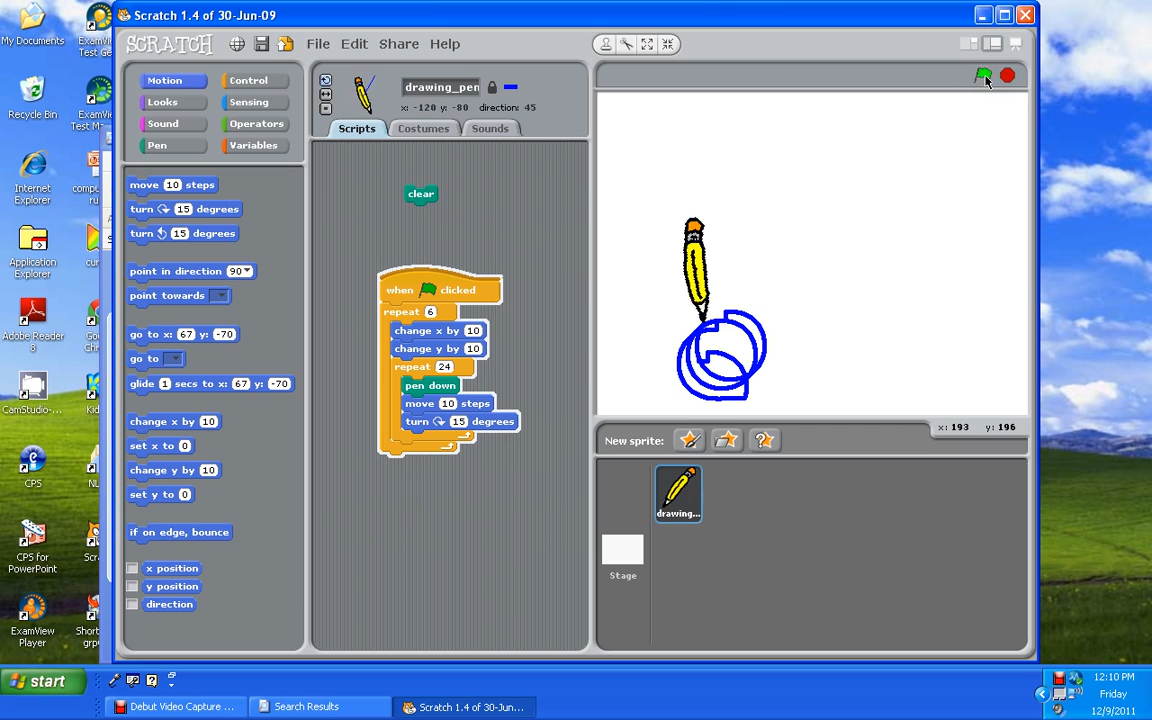 Scratch 1.4 of 30-Jun-09
SCRATCH
File Edit Share Help
My Documents
ExamView
Recycle Bin
ExamV
Test M
Internet
Explorer
Application
Explorer
Adobe Reader
CamStudio-...
CPS
CPS for
PowerPoint
ExamView
Player
Motion
Control
Looks
Sensing
Sound
Operators
Pen
Variables
move 10 steps
turn 15 degrees
turn 15 degrees
point in direction 90
point towards
go to x: 67 y: -70
go to
glide 1 secs to x: 67 y: -70
change x by 10
set x to 0
change y by 10
set y to 0
if on edge, bounce
x position
y position
direction
drawing_pen
x: -120 y: -80 direction: 45
Scripts
Costumes
Sounds
clear
when clicked
repeat 6
change x by 10
change y by 10
repeat 24
pen down
move 10 steps
turn 15 degrees
x: 193 y: 196
New sprite:
drawing...
Stage
start
Debut Video Capture ...
Search Results
Scratch 1.4 of 30-Jun...
12:10 PM
Friday
12/9/2011